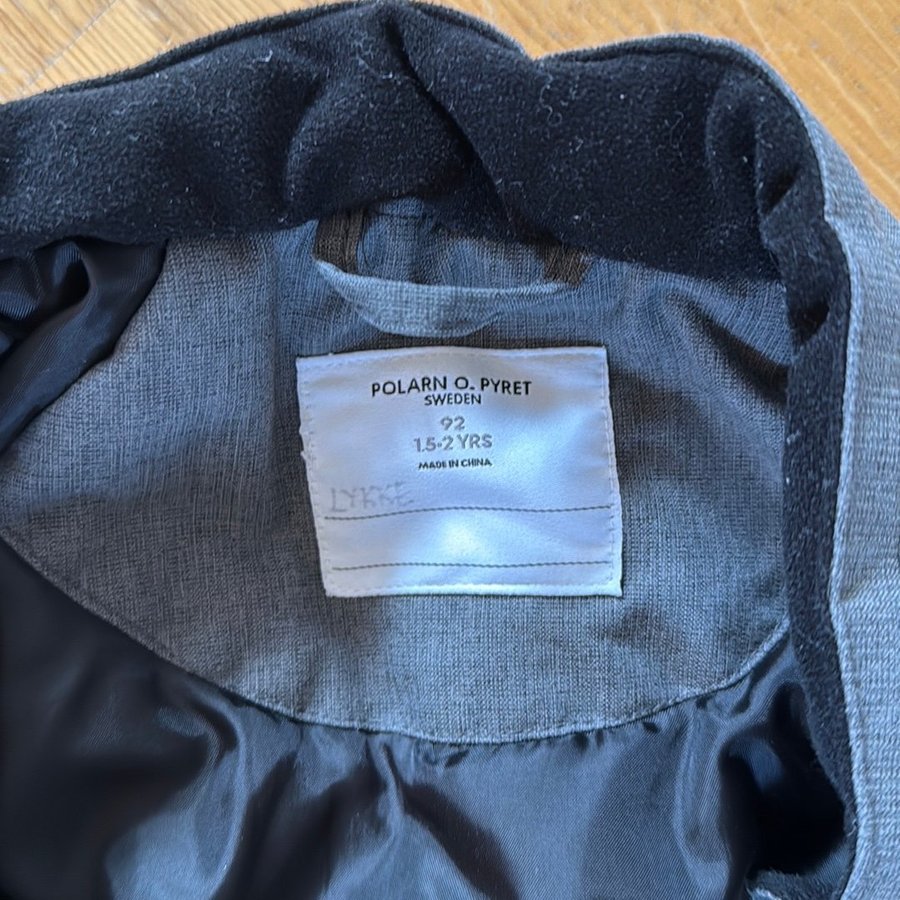 POLARN O. PYRET
SWEDEN
92
1.5-2 YRS
MADE IN CHINA
LYKKE